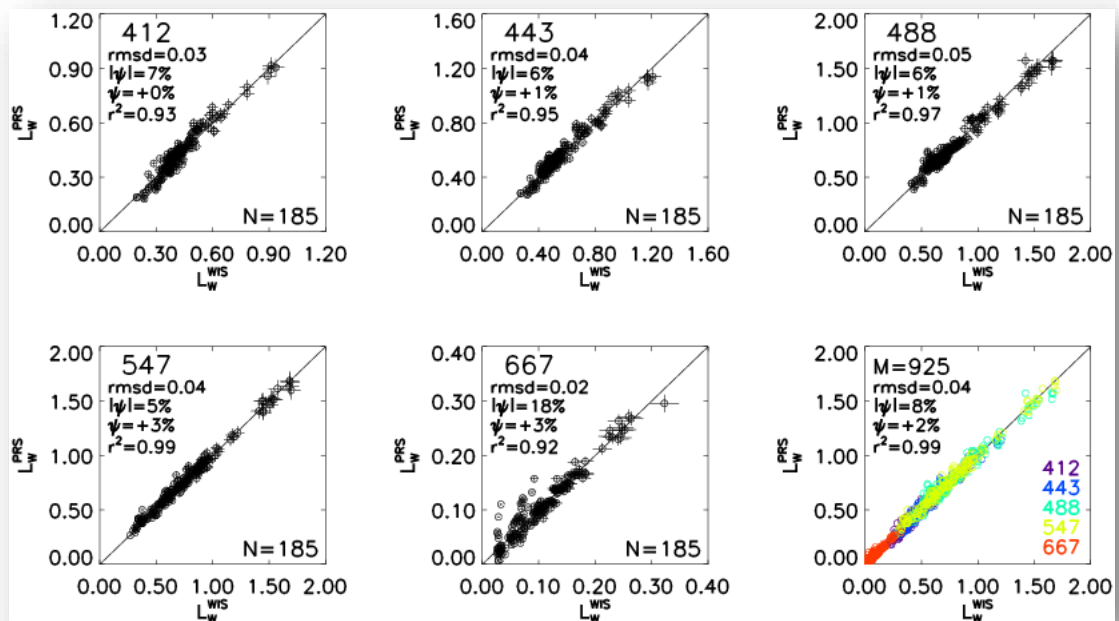 412
rmsd=0.03
|ψ|=7%
ψ=+0%
r²=0.93
N=185
1.20
0.90
0.60
0.30
0.00
L_W^PRS
0.00 0.30 0.60 0.90 1.20
L_W^WIS
443
rmsd=0.04
|ψ|=6%
ψ=+1%
r²=0.95
N=185
1.60
1.20
0.80
0.40
0.00
L_W^PRS
0.00 0.40 0.80 1.20 1.60
L_W^WIS
488
rmsd=0.05
|ψ|=6%
ψ=+1%
r²=0.97
N=185
2.00
1.50
1.00
0.50
0.00
L_W^PRS
0.00 0.50 1.00 1.50 2.00
L_W^WIS
547
rmsd=0.04
|ψ|=5%
ψ=+3%
r²=0.99
N=185
2.00
1.50
1.00
0.50
0.00
L_W^PRS
0.00 0.50 1.00 1.50 2.00
L_W^WIS
667
rmsd=0.02
|ψ|=18%
ψ=+3%
r²=0.92
N=185
0.40
0.30
0.20
0.10
0.00
L_W^PRS
0.00 0.10 0.20 0.30 0.40
L_W^WIS
M=925
rmsd=0.04
|ψ|=8%
ψ=+2%
r²=0.99
412
443
488
547
667
2.00
1.50
1.00
0.50
0.00
L_W^PRS
0.00 0.50 1.00 1.50 2.00
L_W^WIS